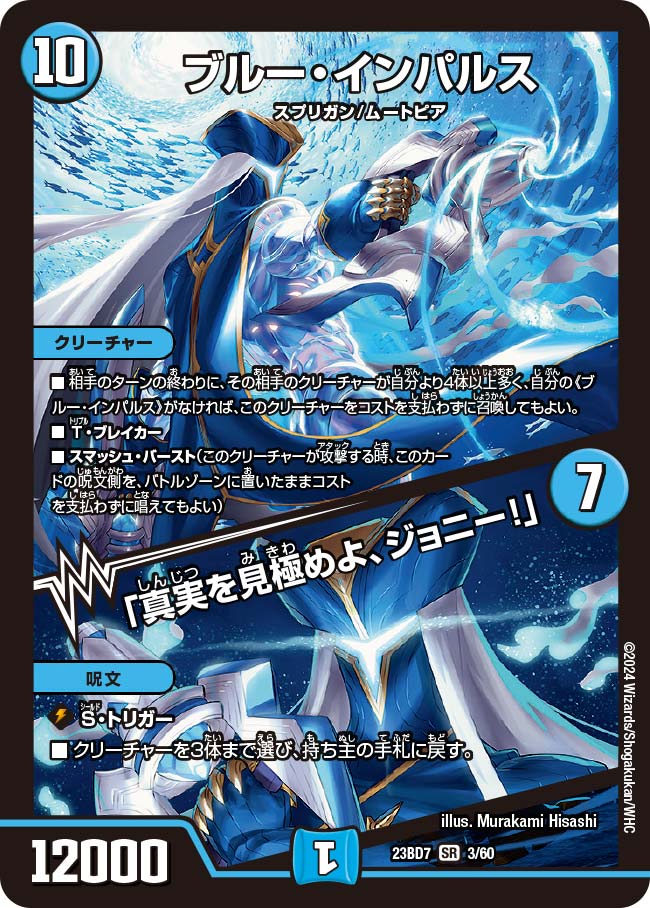 10
ブルー・インパルス
スプリガン/ムートピア
クリーチャー
■ 相手のターンの終わりに、その相手のクリーチャーが自分より4体以上多く、自分の《ブ
ルー・インパルス》がなければ、このクリーチャーをコストを支払わずに召喚してもよい。
■ T・ブレイカー
■ スマッシュ・バースト(このクリーチャーが攻撃する時、このカー
ドの呪文側を、バトルゾーンに置いたままコスト
を支払わずに唱えてもよい)
7
「真実を見極めよ、ジョニー!」
呪文
S・トリガー
■ クリーチャーを3体まで選び、持ち主の手札に戻す。
©2024 Wizards/Shogakukan/WHC
illus. Murakami Hisashi
12000
1
23BD7 SR 3/60